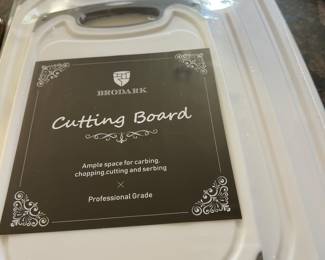 BRODARK
Cutting Board
Ample space for carbing,
chopping,cutting and serbing
Professional Grade